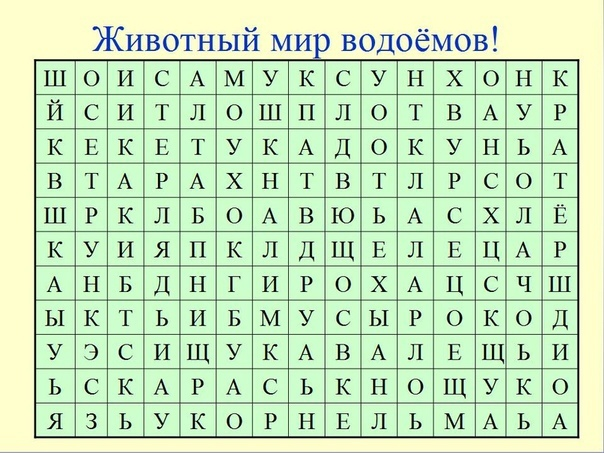 Животный мир водоёмов!
Ш О И С А М У К С У Н Х О Н К
Й С И Т Л О Ш П Л О Т В А У Р
К Е К Е Т У К А Д О К У Н Ь А
В Т А Р А Х Н Т В Т Л Р С О Т
Ш Р К Л Б О А В Ю Ь А С Х Л Ё
К У И Я П К Л Д Щ Е Л Е Ц А Р
А Н Б Д Н Г И Р О Х А Ц С Ч Ш
Ы К Т Ь И Б М У С Ы Р О К О Д
У Э С И Щ У К А В А Л Е Щ Ь И
Ь С К А Р А С Ь К Н О Щ У К О
Я З Ь У К О Р Н Е Л Ь М А Ь А